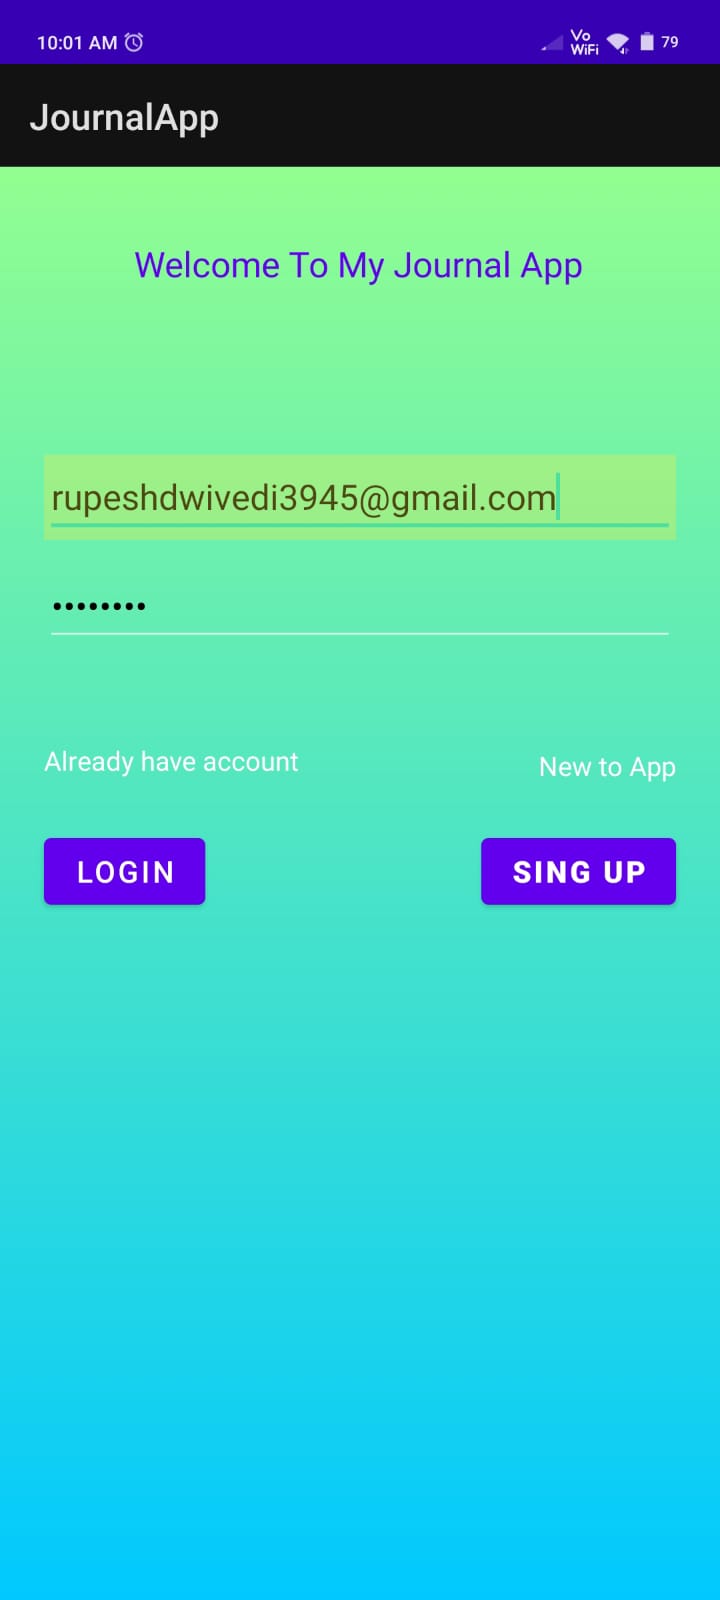 10:01 AM
Vo
WiFi
79
JournalApp
Welcome To My Journal App
rupeshdwivedi3945@gmail.com
••••••••
Already have account
New to App
LOGIN
SING UP